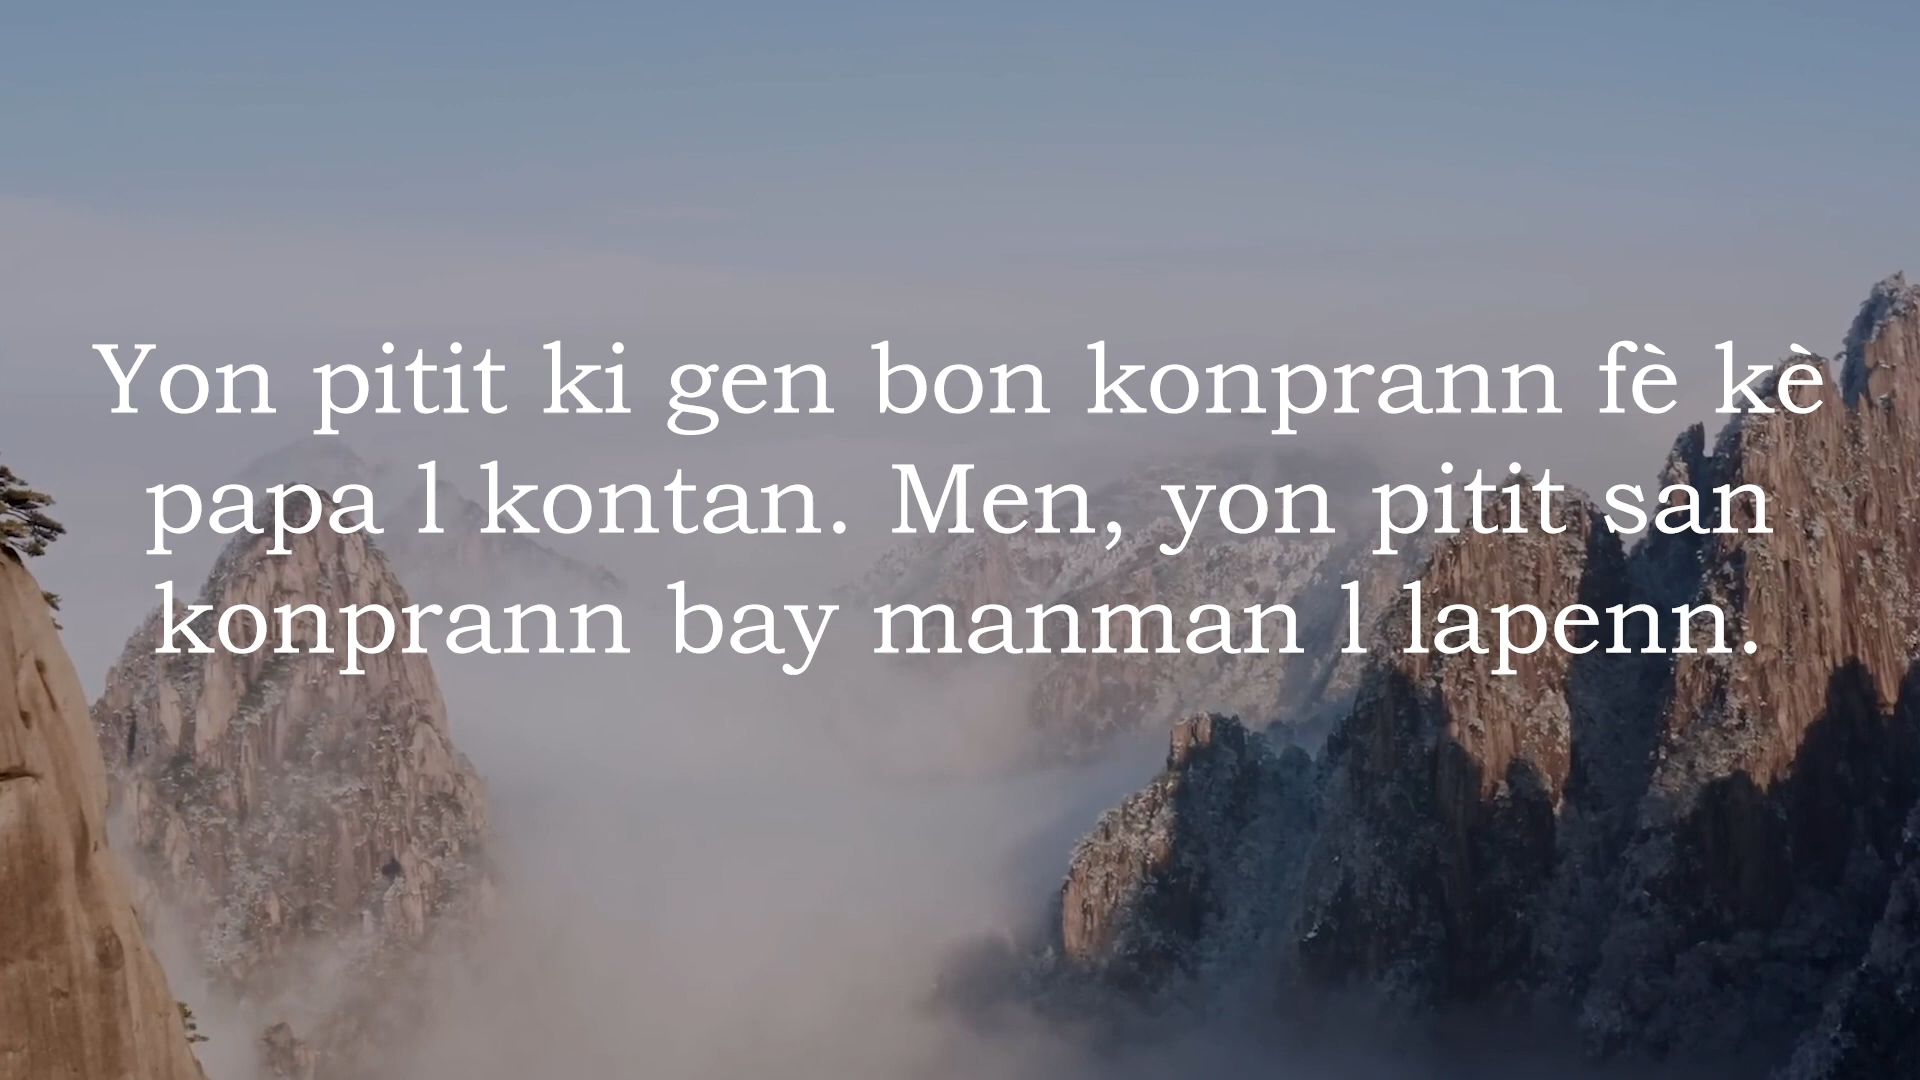 Yon pitit ki gen bon konprann fè kè
papa l kontan. Men, yon pitit san
konprann bay manman l lapenn.